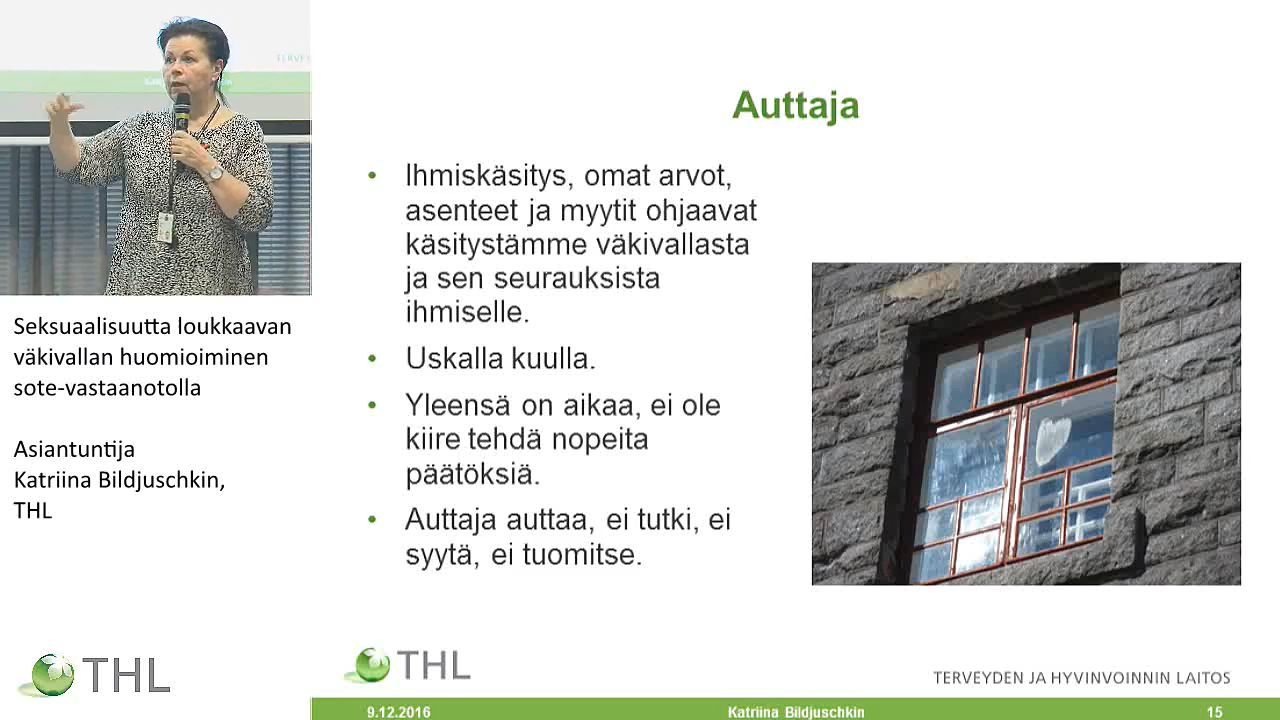 TERVEY
Seksuaalisuutta loukkaavan
väkivallan huomioiminen
sote-vastaanotolla
Asiantuntija
Katriina Bildjuschkin,
THL
THL
Auttaja
• Ihmiskäsitys, omat arvot,
asenteet ja myytit ohjaavat
käsitystämme väkivallasta
ja sen seurauksista
ihmiselle.
• Uskalla kuulla.
• Yleensä on aikaa, ei ole
kiire tehdä nopeita
päätöksiä.
• Auttaja auttaa, ei tutki, ei
syytä, ei tuomitse.
THL
TERVEYDEN JA HYVINVOINNIN LAITOS
9.12.2016 Katriina Bildjuschkin 15